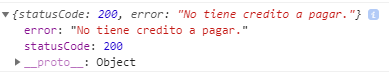 ▼ {statusCode: 200, error: "No tiene credito a pagar."} i
error: "No tiene credito a pagar."
statusCode: 200
▶ __proto__: Object